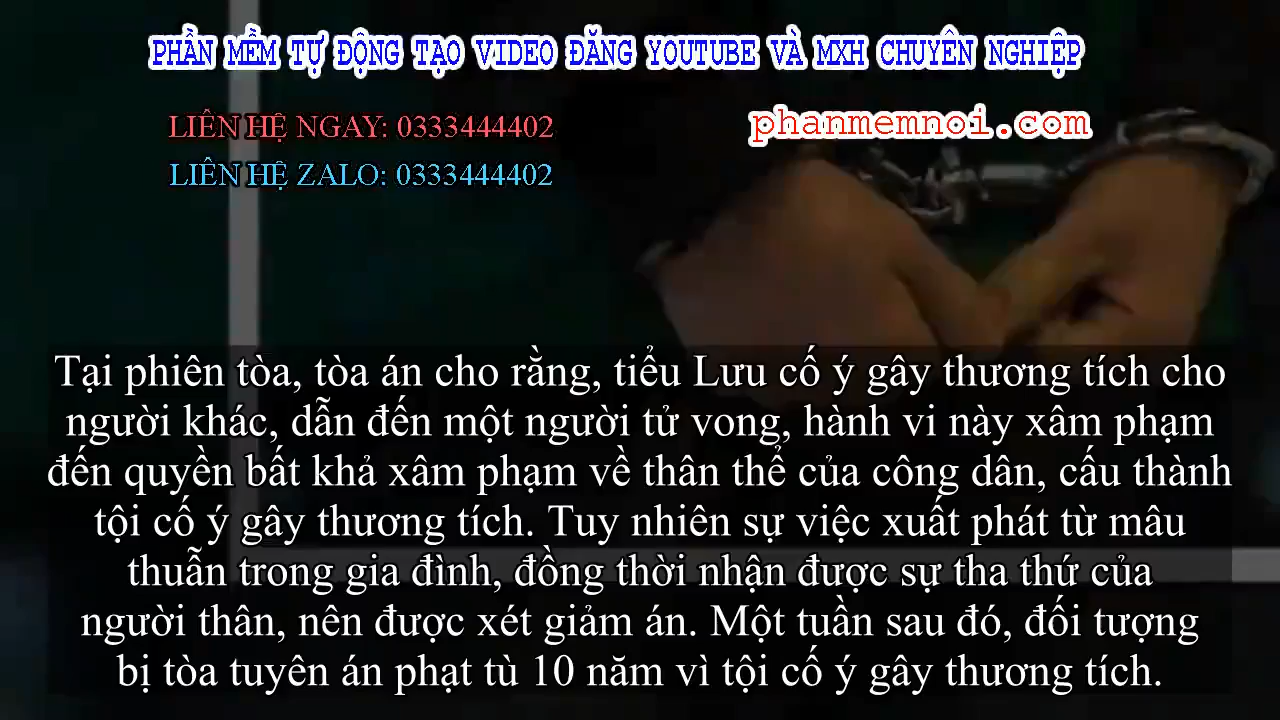 PHẦN MỀM TỰ ĐỘNG TẠO VIDEO ĐĂNG YOUTUBE VÀ MXH CHUYÊN NGHIỆP
LIÊN HỆ NGAY: 0333444402
phanmemnoi.com
LIÊN HỆ ZALO: 0333444402
Tại phiên tòa, tòa án cho rằng, tiểu Lưu cố ý gây thương tích cho
người khác, dẫn đến một người tử vong, hành vi này xâm phạm
đến quyền bất khả xâm phạm về thân thể của công dân, cấu thành
tội cố ý gây thương tích. Tuy nhiên sự việc xuất phát từ mâu
thuẫn trong gia đình, đồng thời nhận được sự tha thứ của
người thân, nên được xét giảm án. Một tuần sau đó, đối tượng
bị tòa tuyên án phạt tù 10 năm vì tội cố ý gây thương tích.